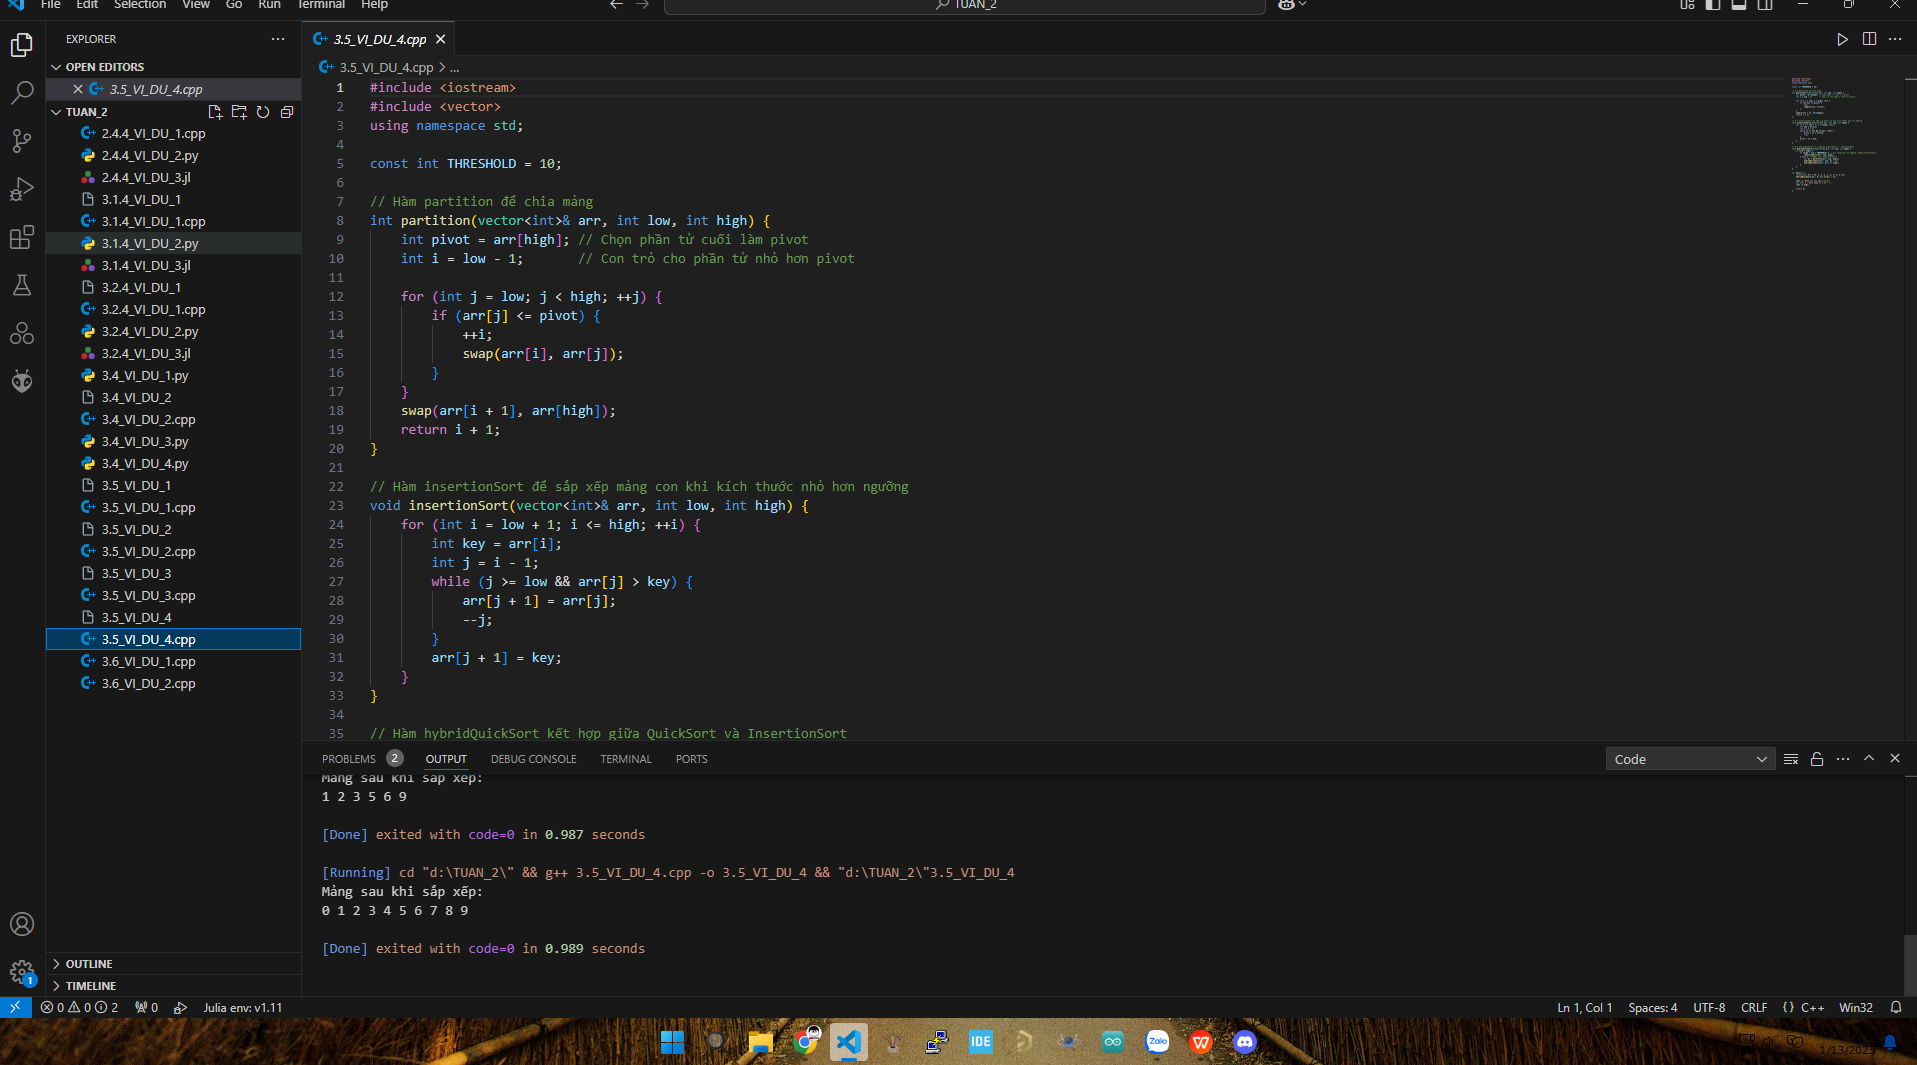 File Edit Selection View Go Run Terminal Help
TUAN_2
EXPLORER
OPEN EDITORS
3.5_VI_DU_4.cpp
TUAN_2
2.4.4_VI_DU_1.cpp
2.4.4_VI_DU_2.py
2.4.4_VI_DU_3.jl
3.1.4_VI_DU_1
3.1.4_VI_DU_1.cpp
3.1.4_VI_DU_2.py
3.1.4_VI_DU_3.jl
3.2.4_VI_DU_1
3.2.4_VI_DU_1.cpp
3.2.4_VI_DU_2.py
3.2.4_VI_DU_3.jl
3.4_VI_DU_1.py
3.4_VI_DU_2
3.4_VI_DU_2.cpp
3.4_VI_DU_3.py
3.4_VI_DU_4.py
3.5_VI_DU_1
3.5_VI_DU_1.cpp
3.5_VI_DU_2
3.5_VI_DU_2.cpp
3.5_VI_DU_3
3.5_VI_DU_3.cpp
3.5_VI_DU_4
3.5_VI_DU_4.cpp
3.6_VI_DU_1.cpp
3.6_VI_DU_2.cpp
OUTLINE
TIMELINE
3.5_VI_DU_4.cpp
3.5_VI_DU_4.cpp > ...
1 #include <iostream>
2 #include <vector>
3 using namespace std;
4
5 const int THRESHOLD = 10;
6
7 // Hàm partition để chia mảng
8 int partition(vector<int>& arr, int low, int high) {
9     int pivot = arr[high]; // Chọn phần tử cuối làm pivot
10     int i = low - 1;       // Con trỏ cho phần tử nhỏ hơn pivot
11
12     for (int j = low; j < high; ++j) {
13         if (arr[j] <= pivot) {
14             ++i;
15             swap(arr[i], arr[j]);
16         }
17     }
18     swap(arr[i + 1], arr[high]);
19     return i + 1;
20 }
21
22 // Hàm insertionSort để sắp xếp mảng con khi kích thước nhỏ hơn ngưỡng
23 void insertionSort(vector<int>& arr, int low, int high) {
24     for (int i = low + 1; i <= high; ++i) {
25         int key = arr[i];
26         int j = i - 1;
27         while (j >= low && arr[j] > key) {
28             arr[j + 1] = arr[j];
29             --j;
30         }
31         arr[j + 1] = key;
32     }
33 }
34
35 // Hàm hybridQuickSort kết hợp giữa QuickSort và InsertionSort
PROBLEMS 2 OUTPUT DEBUG CONSOLE TERMINAL PORTS
Code
Mảng sau khi sắp xếp:
1 2 3 5 6 9
[Done] exited with code=0 in 0.987 seconds
[Running] cd "d:\TUAN_2\" && g++ 3.5_VI_DU_4.cpp -o 3.5_VI_DU_4 && "d:\TUAN_2\"3.5_VI_DU_4
Mảng sau khi sắp xếp:
0 1 2 3 4 5 6 7 8 9
[Done] exited with code=0 in 0.989 seconds
1
0 0 2 0 Julia env: v1.11
Ln 1, Col 1 Spaces: 4 UTF-8 CRLF {} C++ Win32
IDE
Zalo